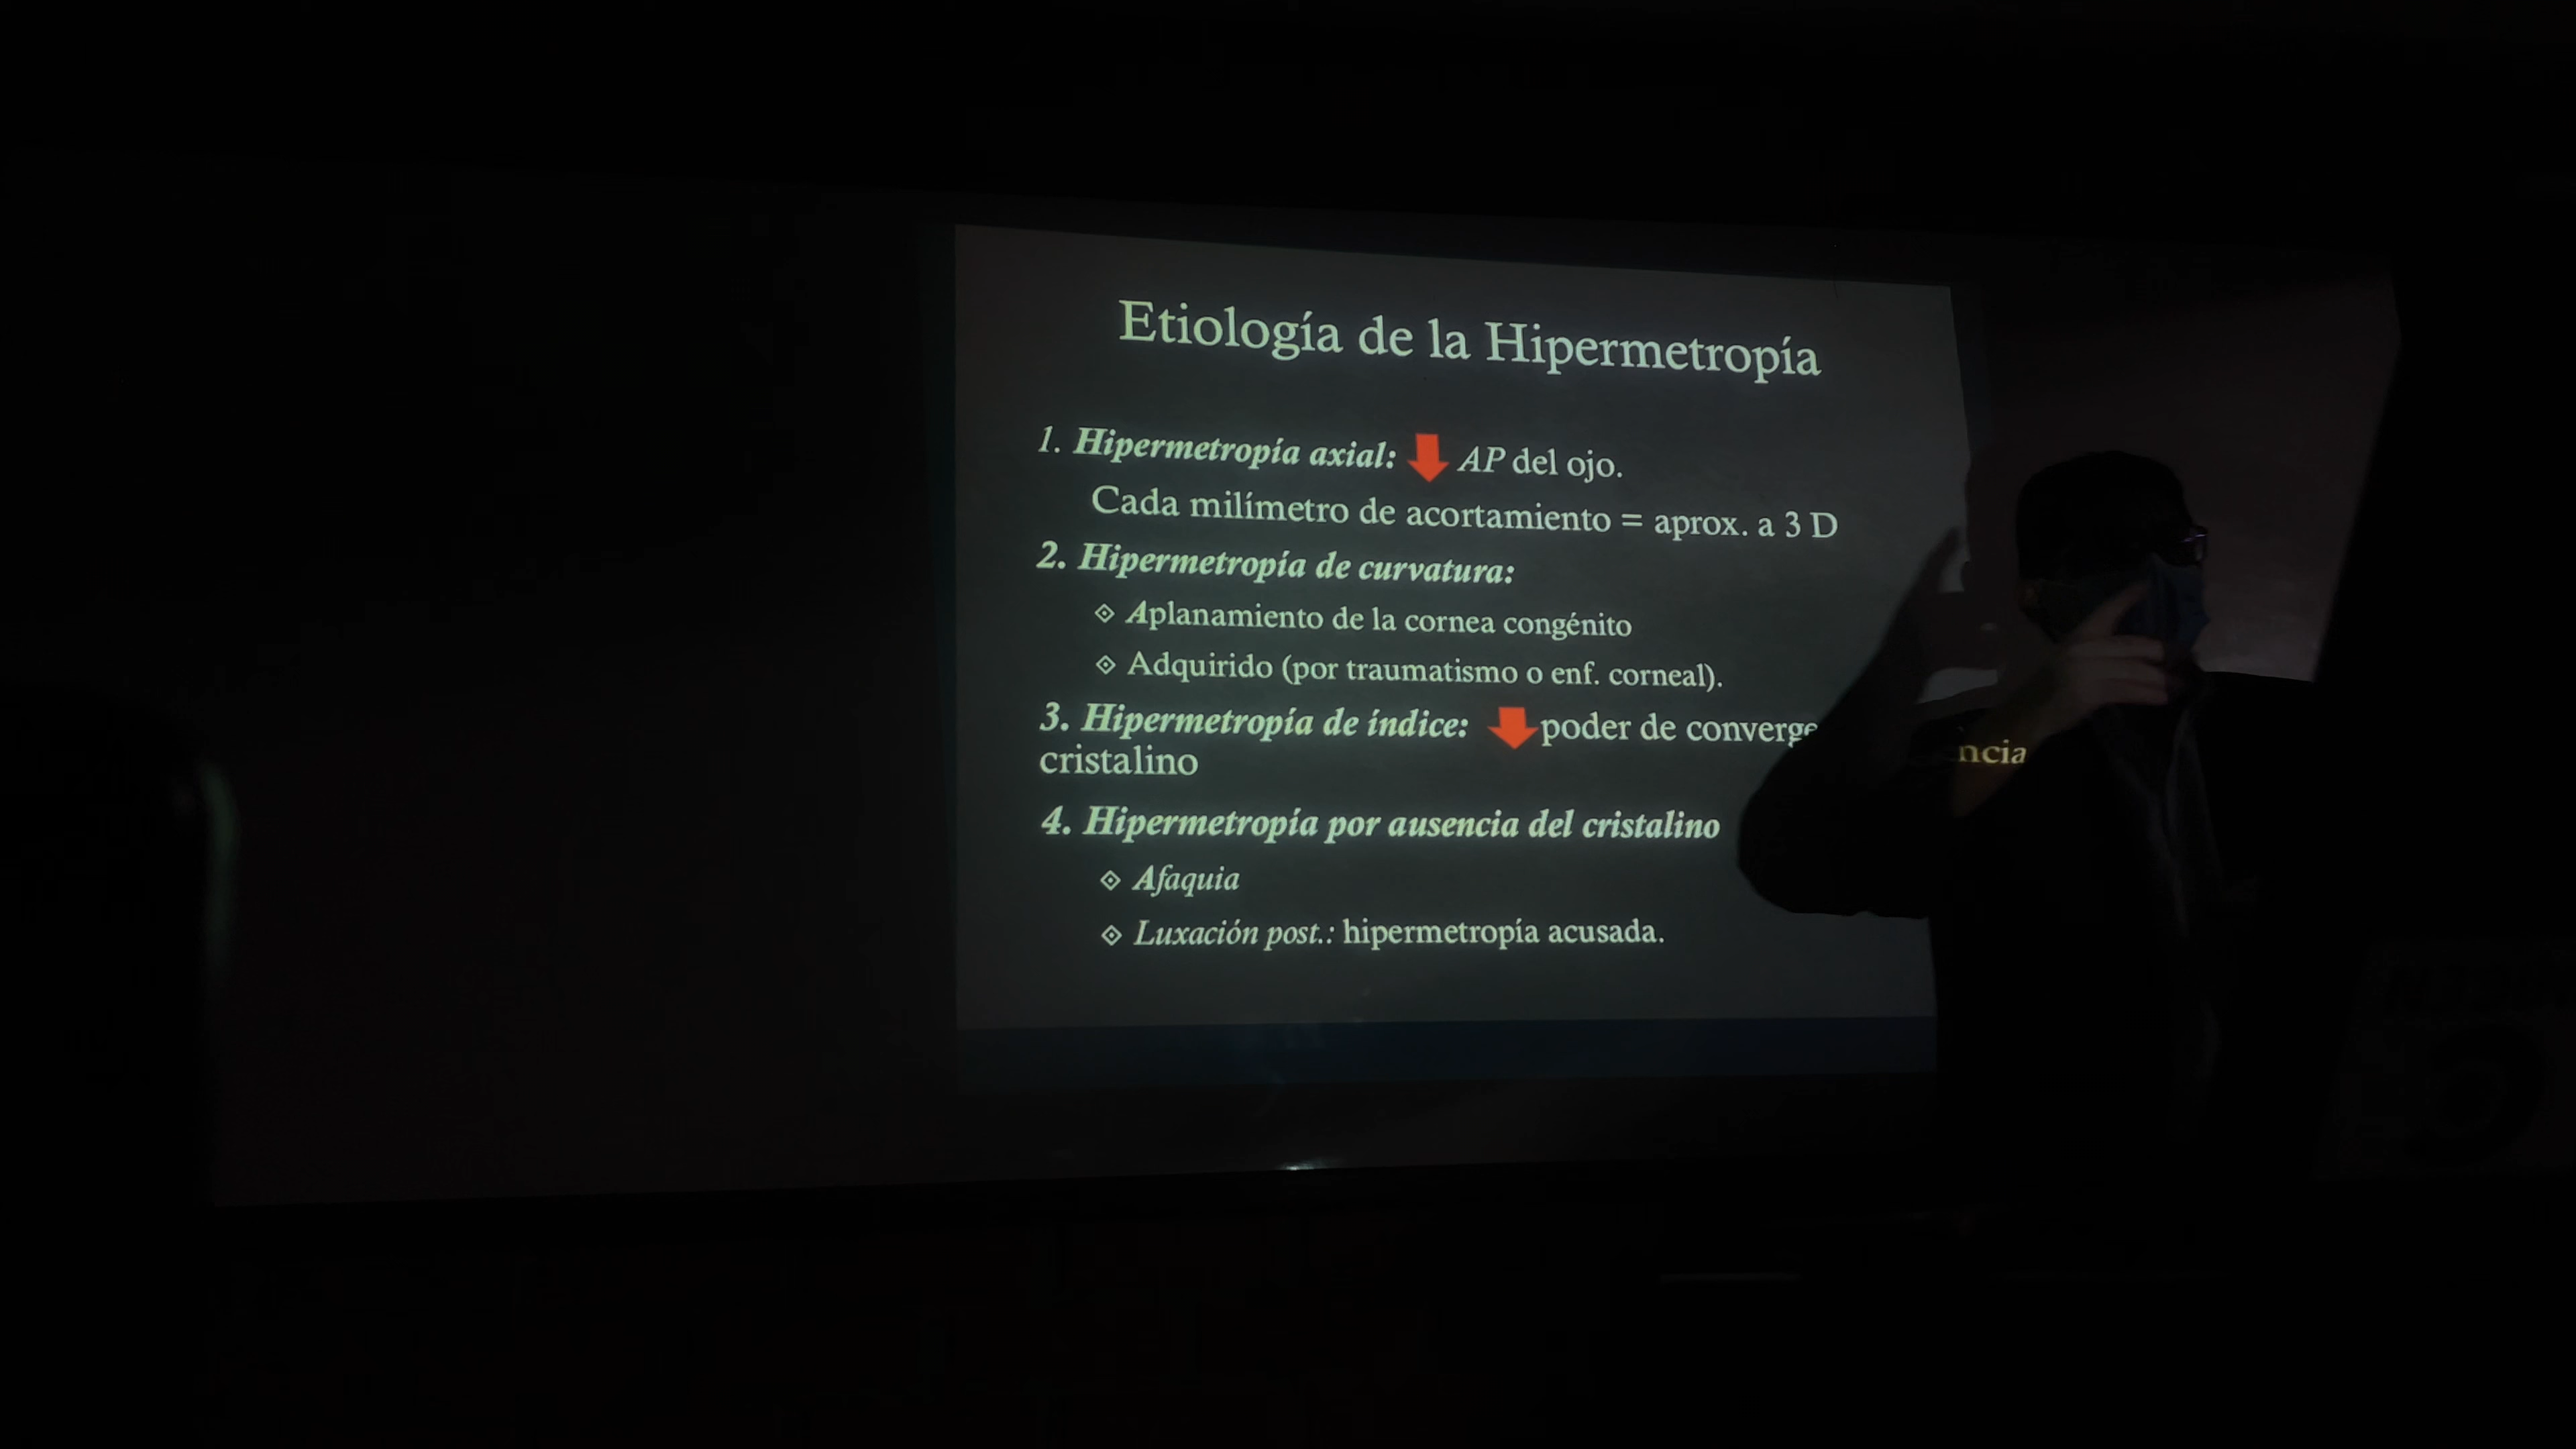 Etiología de la Hipermetropía
1. Hipermetropía axial: AP del ojo.
Cada milímetro de acortamiento = aprox. a 3 D
2. Hipermetropía de curvatura:
Aplanamiento de la cornea congénito
Adquirido (por traumatismo o enf. corneal).
3. Hipermetropía de índice: poder de convergencia
cristalino
4. Hipermetropía por ausencia del cristalino
Afaquia
Luxación post.: hipermetropía acusada.